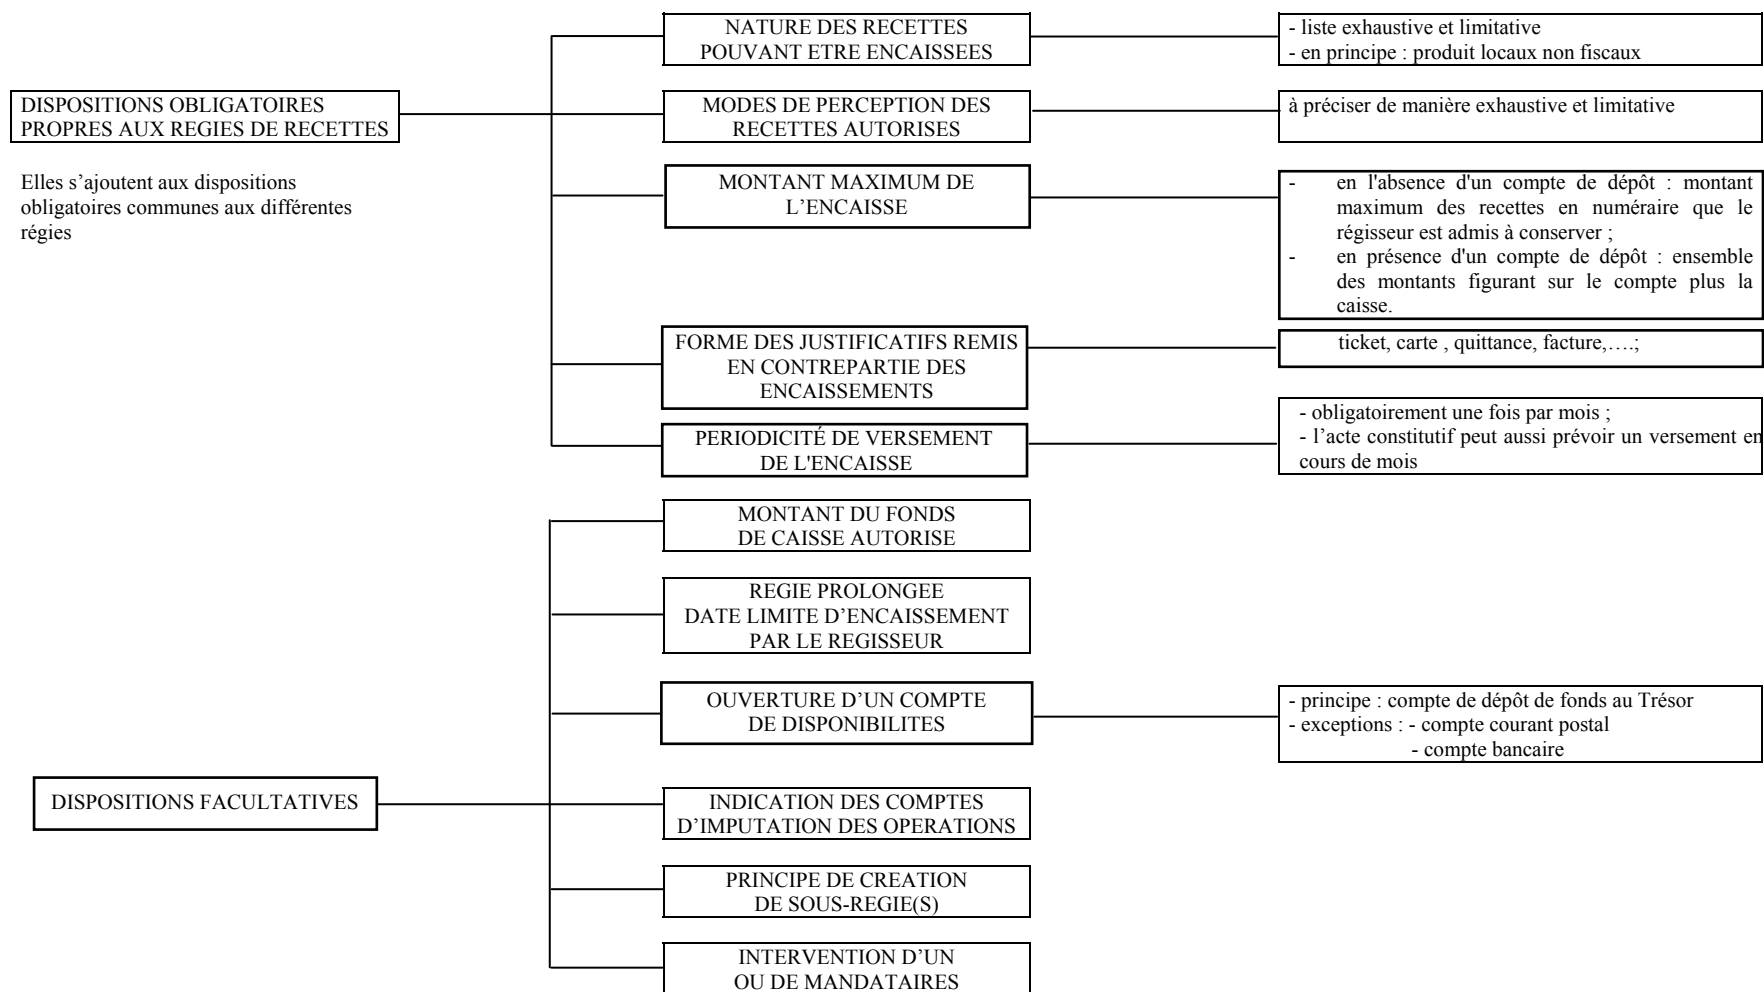 DISPOSITIONS OBLIGATOIRES
PROPRES AUX REGIES DE RECETTES
Elles s’ajoutent aux dispositions
obligatoires communes aux différentes
régies
NATURE DES RECETTES
POUVANT ETRE ENCAISSEES
- liste exhaustive et limitative
- en principe : produit locaux non fiscaux
MODES DE PERCEPTION DES
RECETTES AUTORISES
à préciser de manière exhaustive et limitative
MONTANT MAXIMUM DE
L’ENCAISSE
- en l'absence d'un compte de dépôt : montant
maximum des recettes en numéraire que le
régisseur est admis à conserver ;
- en présence d'un compte de dépôt : ensemble
des montants figurant sur le compte plus la
caisse.
FORME DES JUSTIFICATIFS REMIS
EN CONTREPARTIE DES
ENCAISSEMENTS
ticket, carte , quittance, facture,….;
PERIODICITÉ DE VERSEMENT
DE L'ENCAISSE
- obligatoirement une fois par mois ;
- l’acte constitutif peut aussi prévoir un versement en
cours de mois
DISPOSITIONS FACULTATIVES
MONTANT DU FONDS
DE CAISSE AUTORISE
REGIE PROLONGEE
DATE LIMITE D’ENCAISSEMENT
PAR LE REGISSEUR
OUVERTURE D’UN COMPTE
DE DISPONIBILITES
- principe : compte de dépôt de fonds au Trésor
- exceptions : - compte courant postal
- compte bancaire
INDICATION DES COMPTES
D’IMPUTATION DES OPERATIONS
PRINCIPE DE CREATION
DE SOUS-REGIE(S)
INTERVENTION D’UN
OU DE MANDATAIRES